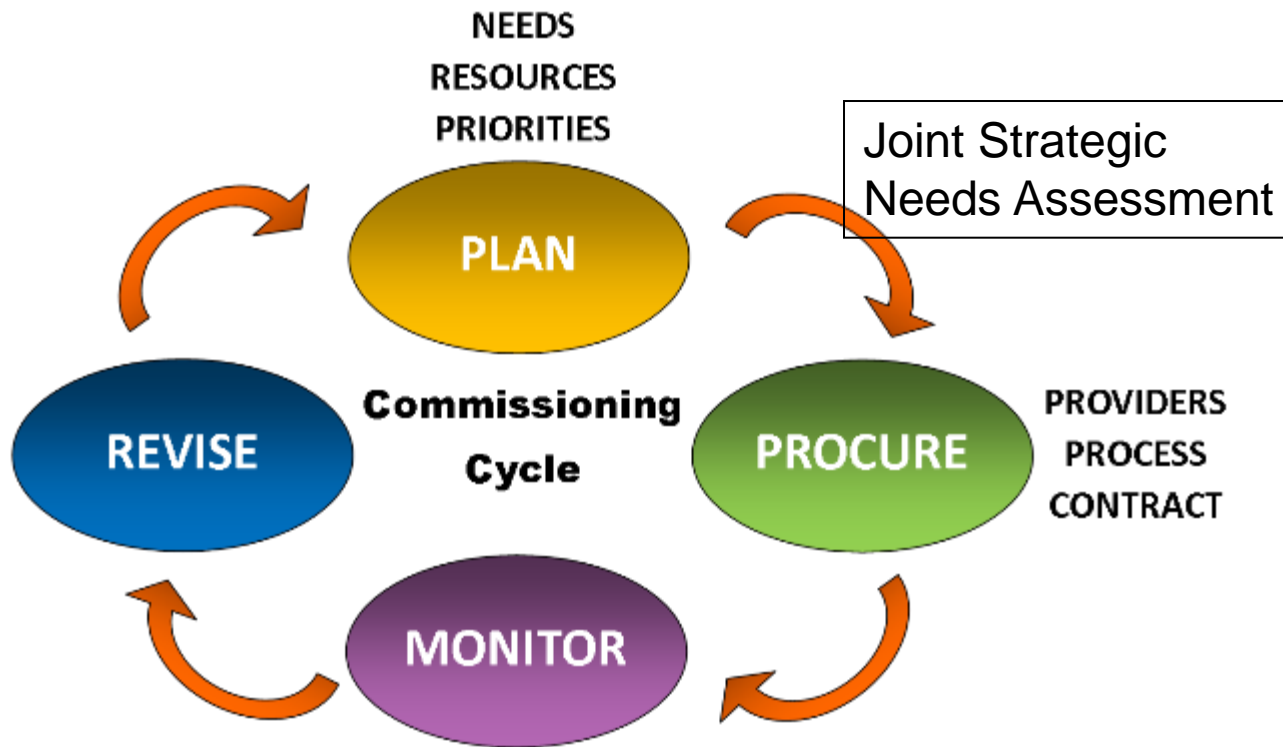 NEEDS
RESOURCES
PRIORITIES
Joint Strategic
Needs Assessment
PLAN
Commissioning
Cycle
REVISE
PROCURE
PROVIDERS
PROCESS
CONTRACT
MONITOR